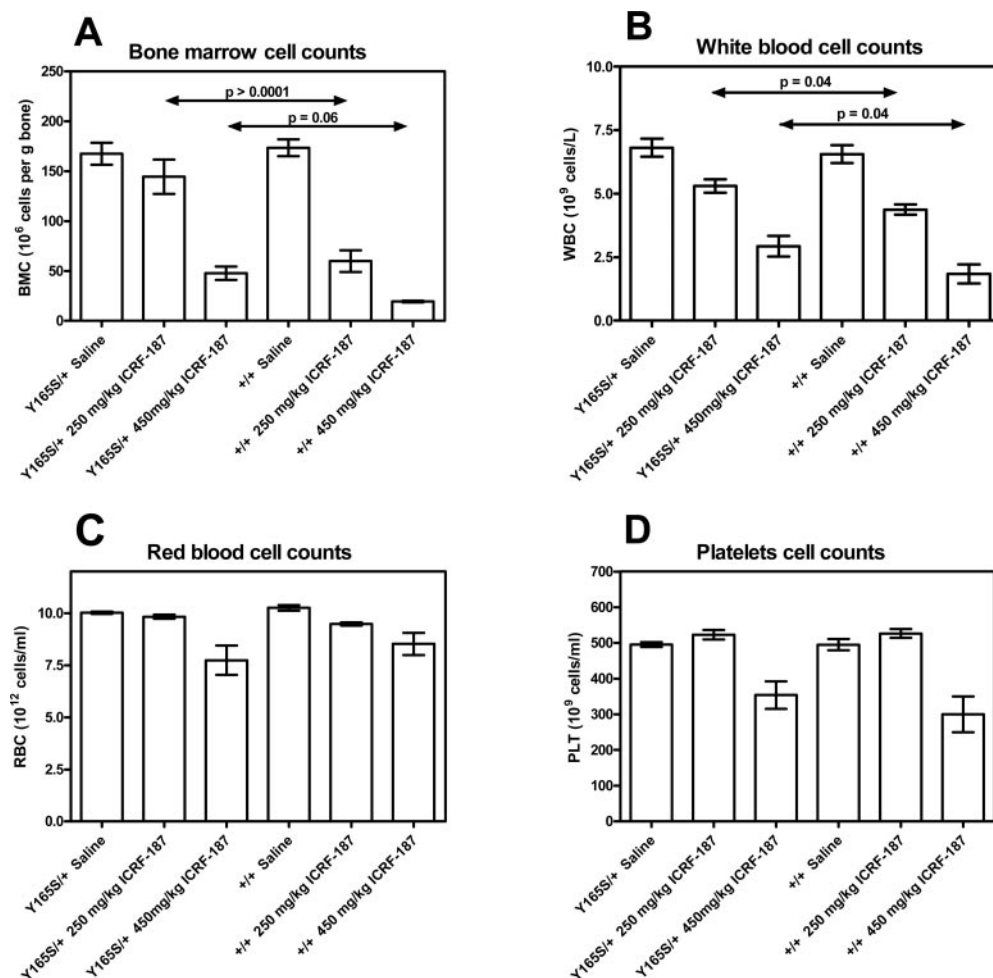 A
Bone marrow cell counts
BMC (10⁶ cells per g bone)
250
200
150
100
50
0
p > 0.0001
p = 0.06
Y165S/+ Saline
Y165S/+ 250 mg/kg ICRF-187
Y165S/+ 450mg/kg ICRF-187
+/+ Saline
+/+ 250 mg/kg ICRF-187
+/+ 450 mg/kg ICRF-187
B
White blood cell counts
WBC (10⁹ cells/L)
10.0
7.5
5.0
2.5
0.0
p = 0.04
p = 0.04
Y165S/+ Saline
Y165S/+ 250 mg/kg ICRF-187
Y165S/+ 450mg/kg ICRF-187
+/+ Saline
+/+ 250 mg/kg ICRF-187
+/+ 450 mg/kg ICRF-187
C
Red blood cell counts
RBC (10¹² cells/ml)
10.0
7.5
5.0
2.5
0.0
Y165S/+ Saline
Y165S/+ 250 mg/kg ICRF-187
Y165S/+ 450mg/kg ICRF-187
+/+ Saline
+/+ 250 mg/kg ICRF-187
+/+ 450 mg/kg ICRF-187
D
Platelets cell counts
PLT (10⁹ cells/ml)
700
600
500
400
300
200
100
0
Y165S/+ Saline
Y165S/+ 250 mg/kg ICRF-187
Y165S/+ 450mg/kg ICRF-187
+/+ Saline
+/+ 250 mg/kg ICRF-187
+/+ 450 mg/kg ICRF-187